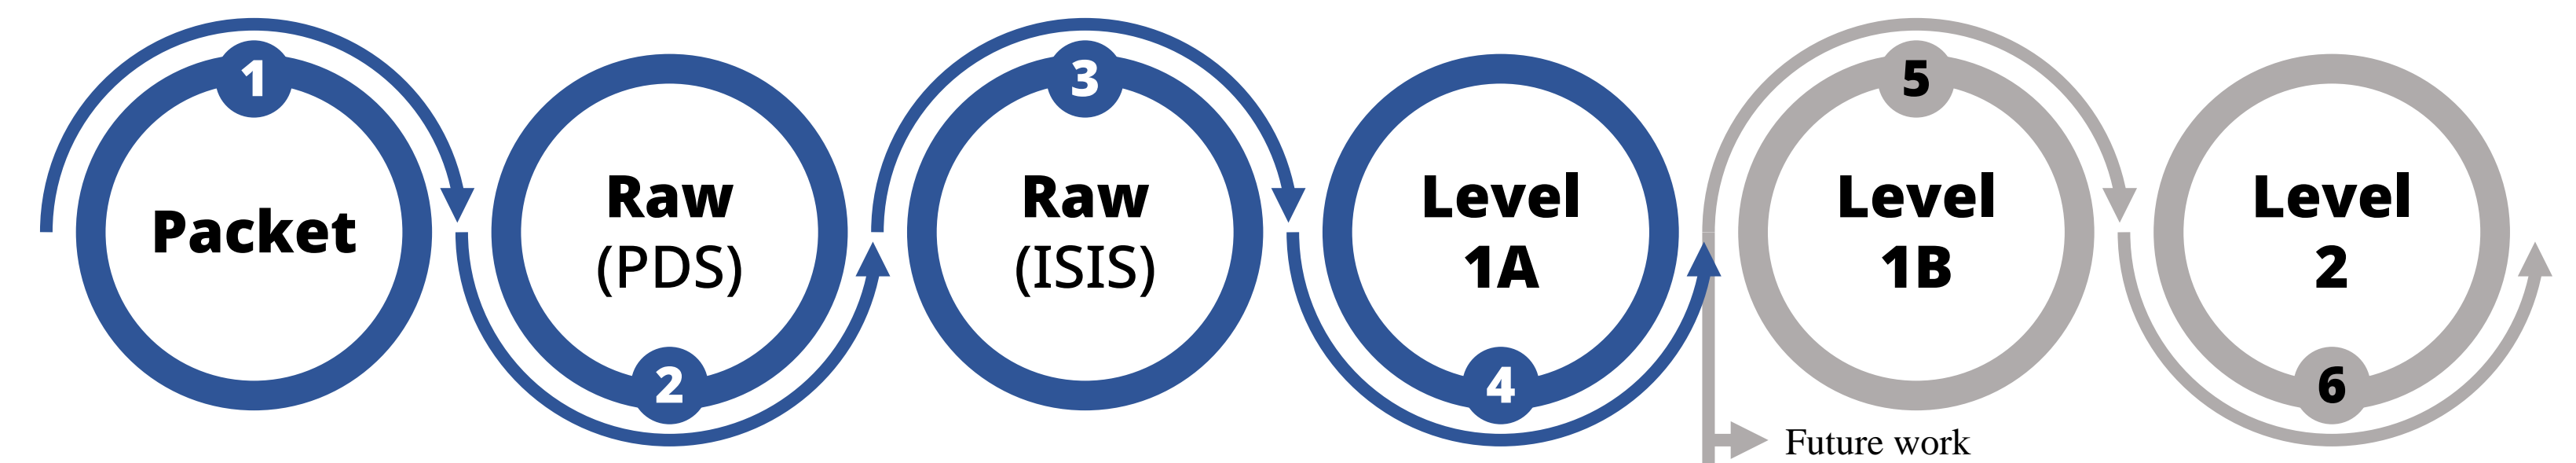 1
Packet
Raw
(PDS)
2
3
Raw
(ISIS)
Level
1A
4
5
Level
1B
Level
2
6
Future work